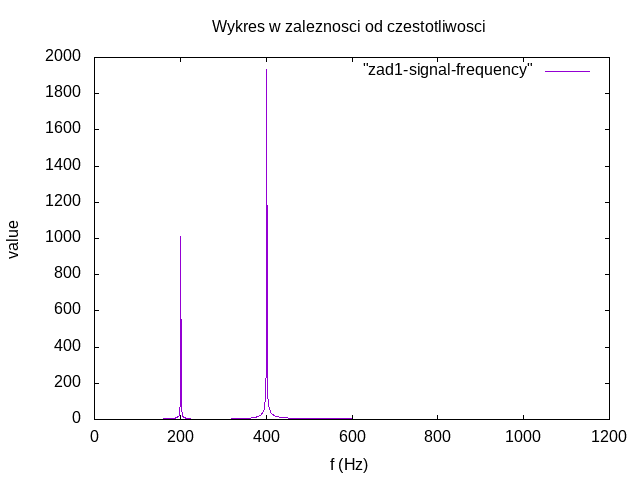 Wykres w zaleznosci od czestotliwosci
"zad1-signal-frequency"
2000
1800
1600
1400
1200
1000
800
600
400
200
0
value
0 200 400 600 800 1000 1200
f (Hz)